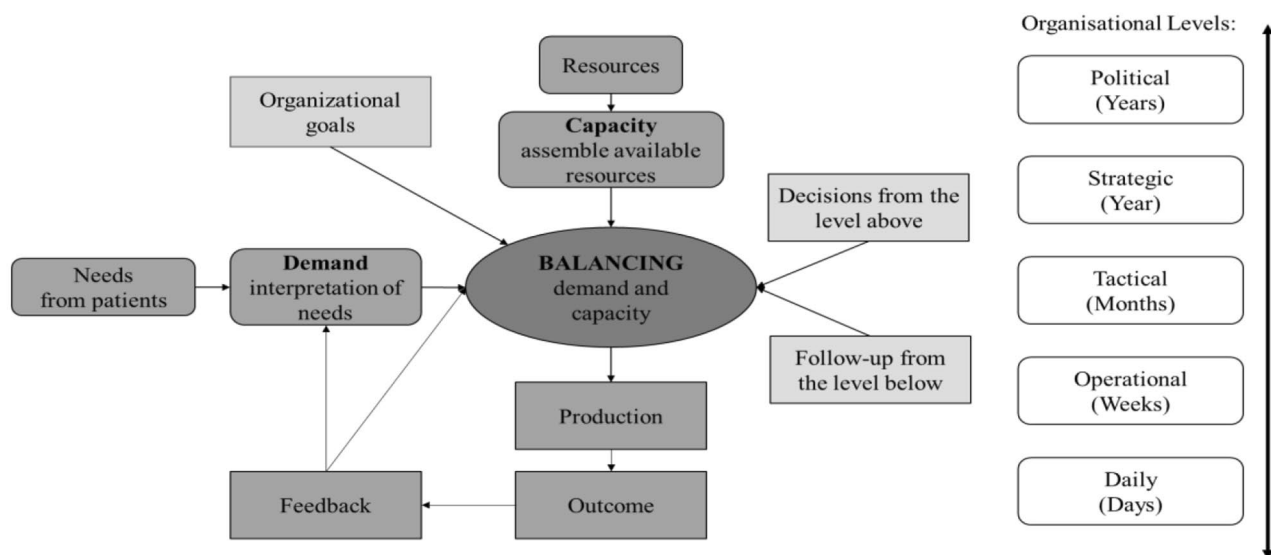 Resources
Organizational
goals
Capacity
assemble available
resources
Decisions from the
level above
Needs
from patients
Demand
interpretation of
needs
BALANCING
demand and
capacity
Follow-up from
the level below
Production
Feedback
Outcome
Organisational Levels:
Political
(Years)
Strategic
(Year)
Tactical
(Months)
Operational
(Weeks)
Daily
(Days)